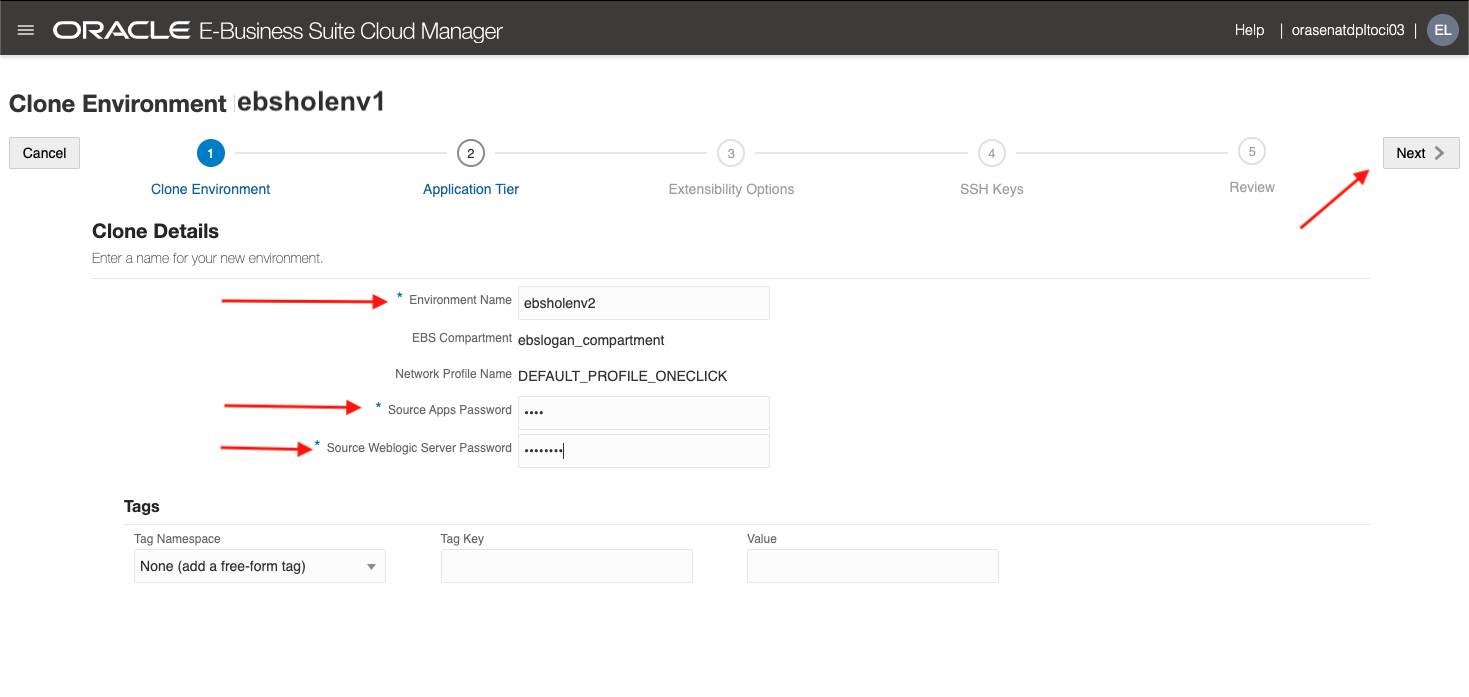 ORACLE E-Business Suite Cloud Manager
Help | orasenatdpltoci03 | EL
Clone Environment ebsholenv1
Cancel
1
2
3
4
5
Next
Clone Environment
Application Tier
Extensibility Options
SSH Keys
Review
Clone Details
Enter a name for your new environment.
* Environment Name ebsholenv2
EBS Compartment ebslogan_compartment
Network Profile Name DEFAULT_PROFILE_ONECLICK
* Source Apps Password ••••
* Source Weblogic Server Password ••••••••
Tags
Tag Namespace Tag Key Value
None (add a free-form tag)